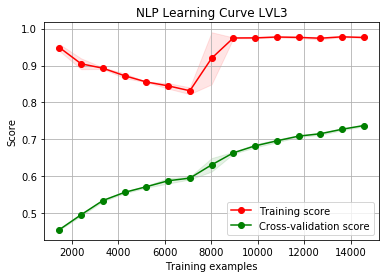 NLP Learning Curve LVL3
1.0
0.9
0.8
0.7
0.6
0.5
Score
2000 4000 6000 8000 10000 12000 14000
Training examples
Training score
Cross-validation score